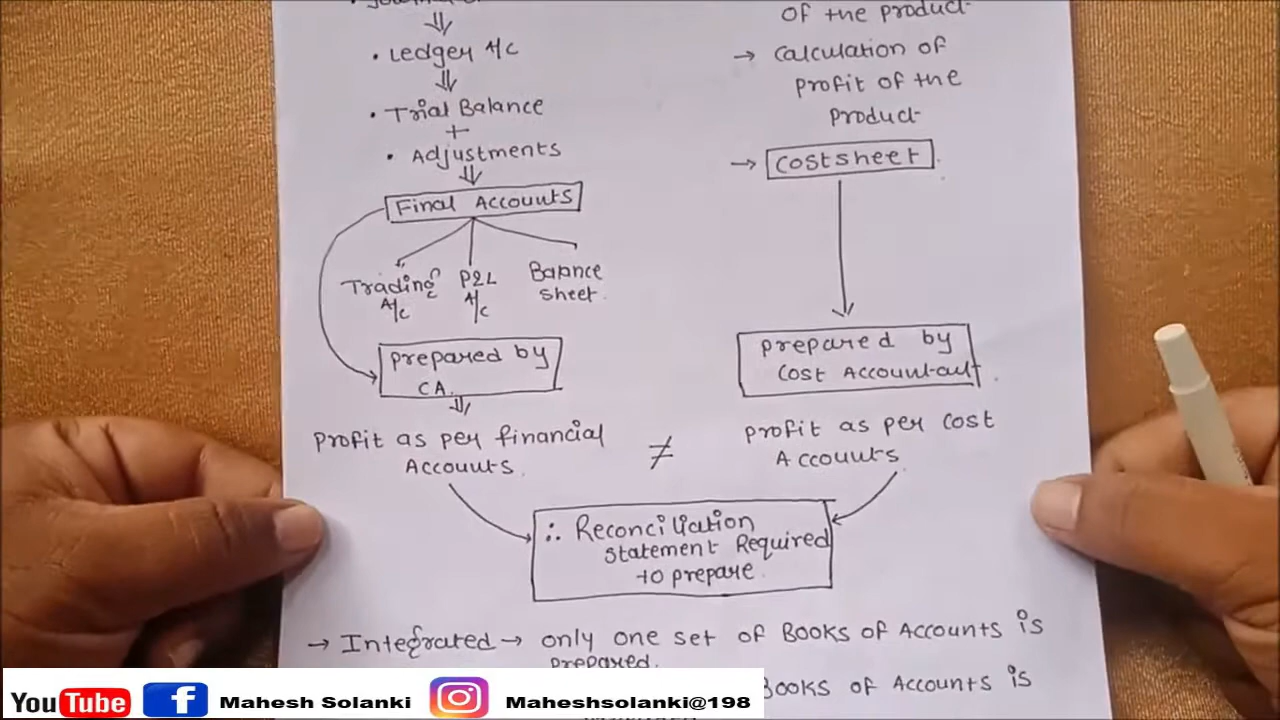 Ledger A/c
Trial Balance
+
Adjustments
Final Accounts
Trading A/c
P&L A/c
Balance sheet
prepared by CA.
profit as per financial Accounts
of the product
→ calculation of profit of the product
→ costsheet
prepared by cost Accountant
profit as per cost Accounts
≠
∴ Reconciliation statement Required to prepare
→ Integrated → only one set of Books of Accounts is prepared.
Books of Accounts is
YouTube
f
Mahesh Solanki
Maheshsolanki@198